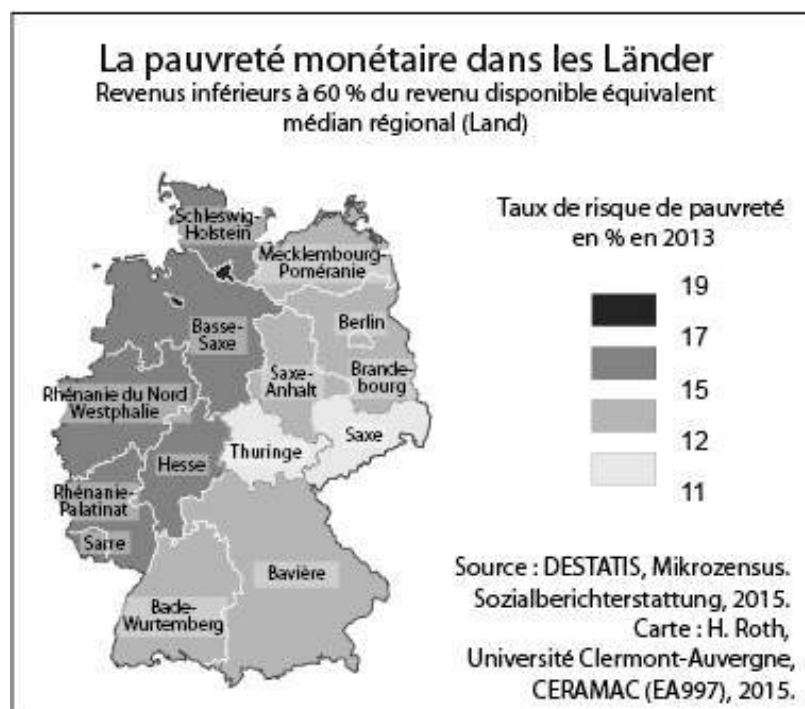 La pauvreté monétaire dans les Länder
Revenus inférieurs à 60 % du revenu disponible équivalent
médian régional (Land)
Schleswig-
Holstein
Mecklembourg-
Poméranie
Basse-
Saxe
Berlin
Saxe-
Anhalt
Brande-
bourg
Rhénanie du Nord
Westphalie
Hesse
Thuringe
Saxe
Rhénanie-
Palatinat
Sarre
Bavière
Bade-
Wurtemberg
Taux de risque de pauvreté
en % en 2013
19
17
15
12
11
Source : DESTATIS, Mikrozensus.
Sozialberichterstattung, 2015.
Carte : H. Roth,
Université Clermont-Auvergne,
CERAMAC (EA997), 2015.